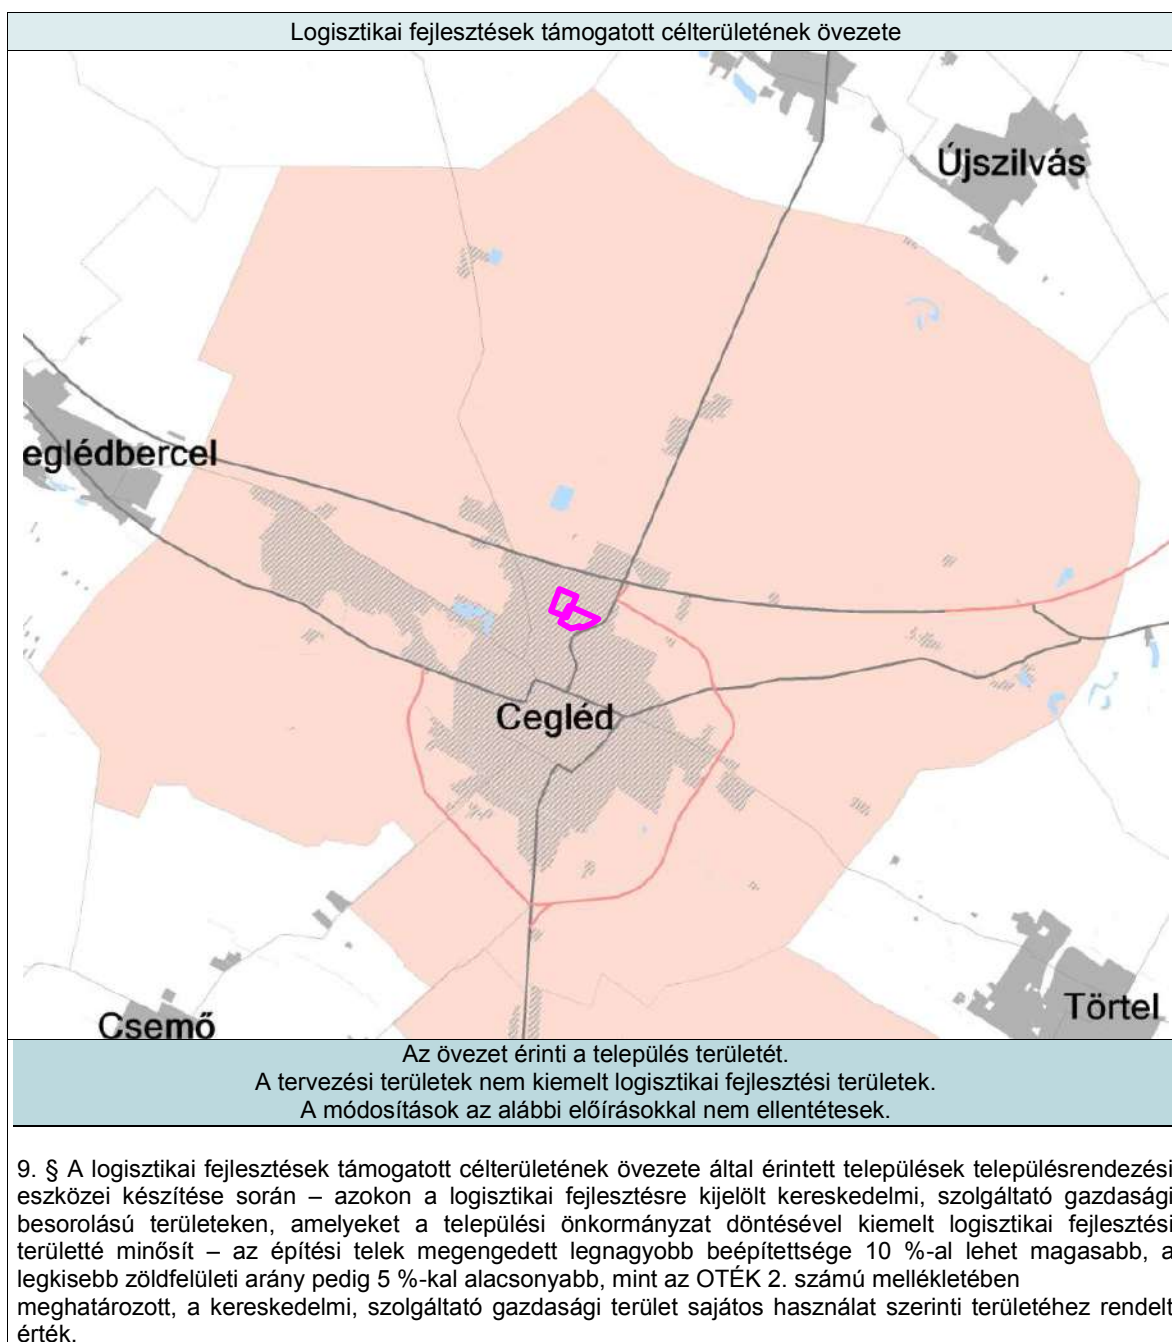 Logisztikai fejlesztések támogatott célterületének övezete
Újszilvás
eglédbercel
Cegléd
Törtel
Csemő
Az övezet érinti a település területét.
A tervezési területek nem kiemelt logisztikai fejlesztési területek.
A módosítások az alábbi előírásokkal nem ellentétesek.
9. § A logisztikai fejlesztések támogatott célterületének övezete által érintett települések településrendezési
eszközei készítése során – azokon a logisztikai fejlesztésre kijelölt kereskedelmi, szolgáltató gazdasági
besorolású területeken, amelyeket a települési önkormányzat döntésével kiemelt logisztikai fejlesztési
területté minősít – az építési telek megengedett legnagyobb beépítettsége 10 %-al lehet magasabb, a
legkisebb zöldfelületi arány pedig 5 %-kal alacsonyabb, mint az OTÉK 2. számú mellékletében
meghatározott, a kereskedelmi, szolgáltató gazdasági terület sajátos használat szerinti területéhez rendelt
érték.